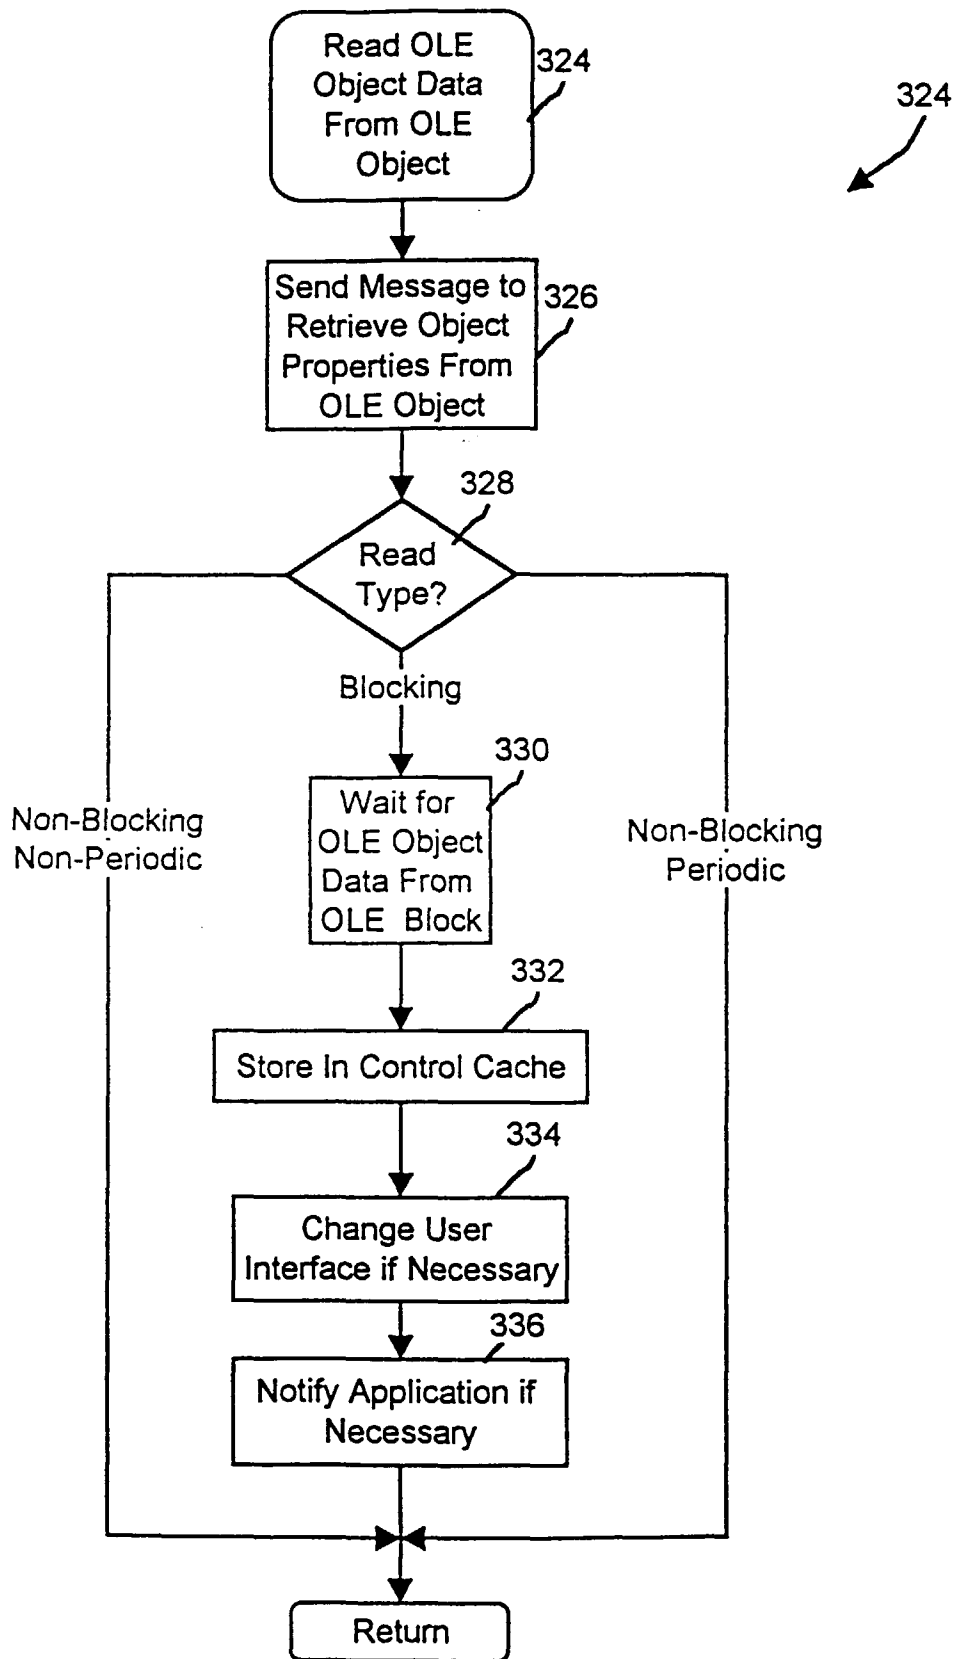 Read OLE
Object Data
From OLE
Object
324
324
Send Message to
Retrieve Object
Properties From
OLE Object
326
328
Read
Type?
Blocking
Non-Blocking
Non-Periodic
Non-Blocking
Periodic
330
Wait for
OLE Object
Data From
OLE Block
332
Store In Control Cache
334
Change User
Interface if Necessary
336
Notify Application if
Necessary
Return